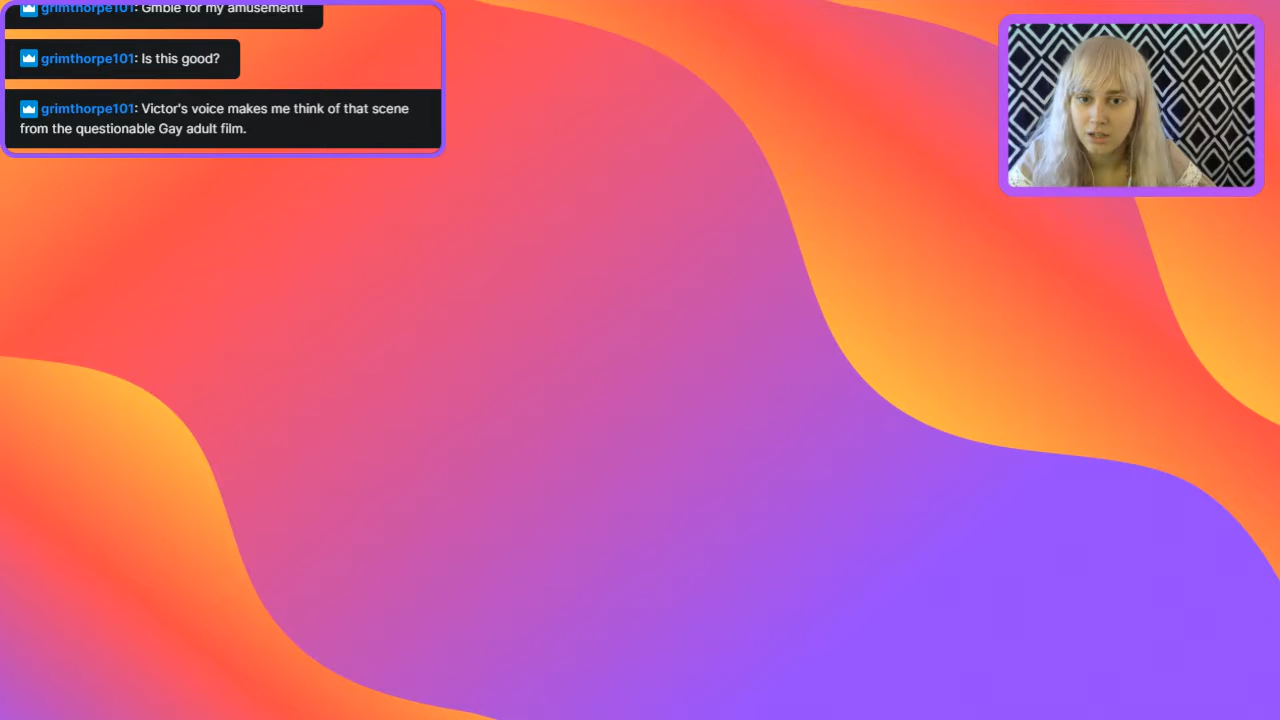 grimthorpe101: Gmble for my amusement!
grimthorpe101: Is this good?
grimthorpe101: Victor's voice makes me think of that scene
from the questionable Gay adult film.